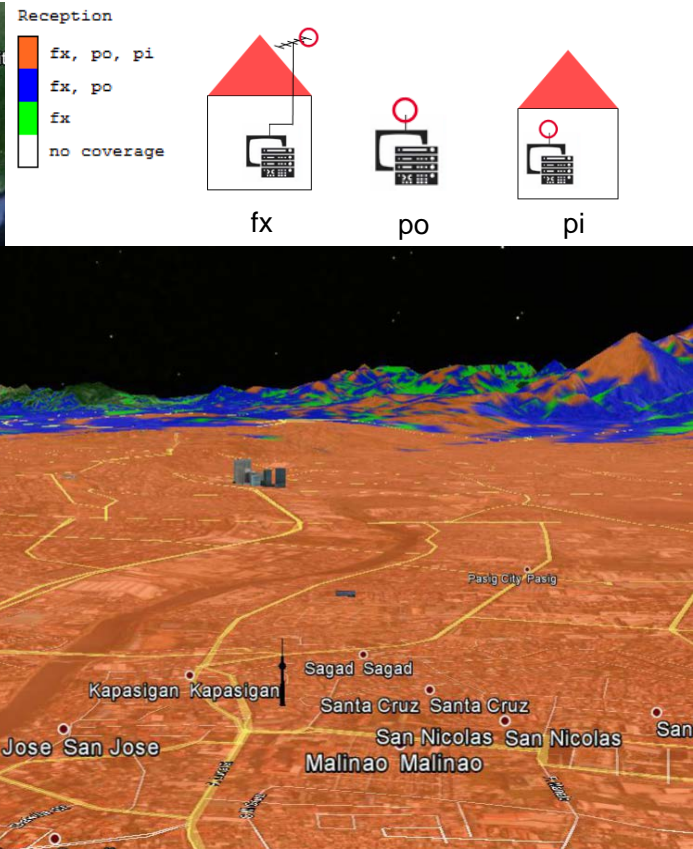 Reception
fx, po, pi
fx, po
fx
no coverage
fx
po
pi
Pasig City Pasig
Sagad Sagad
Kapasigan Kapasigan
Santa Cruz Santa Cruz
San
San Nicolas San Nicolas
Jose San Jose
Malinao Malinao